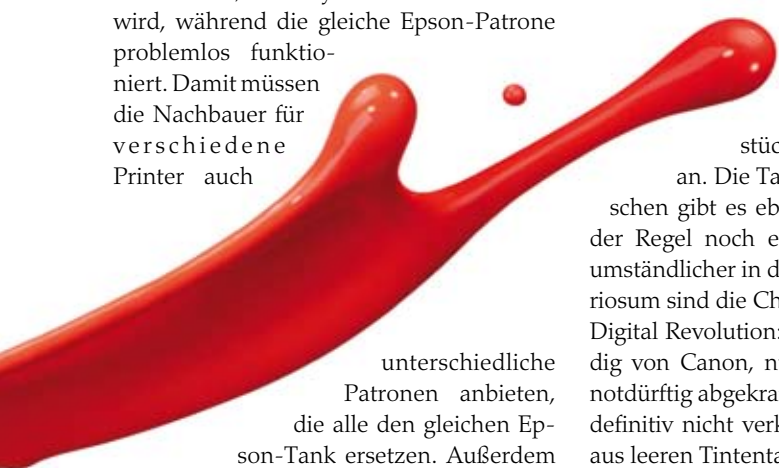 wird, während die gleiche Epson-Patrone
problemlos funktio-
niert. Damit müssen
die Nachbauer für
verschiedene
Printer auch
unterschiedliche
Patronen anbieten,
die alle den gleichen Ep-
son-Tank ersetzen. Außerdem
an. Die Ta
schen gibt es eb
der Regel noch e
umständlicher in d
riosum sind die Ch
Digital Revolution:
dig von Canon, n
notdürftig abgekra
definitiv nicht verk
aus leeren Tintenta